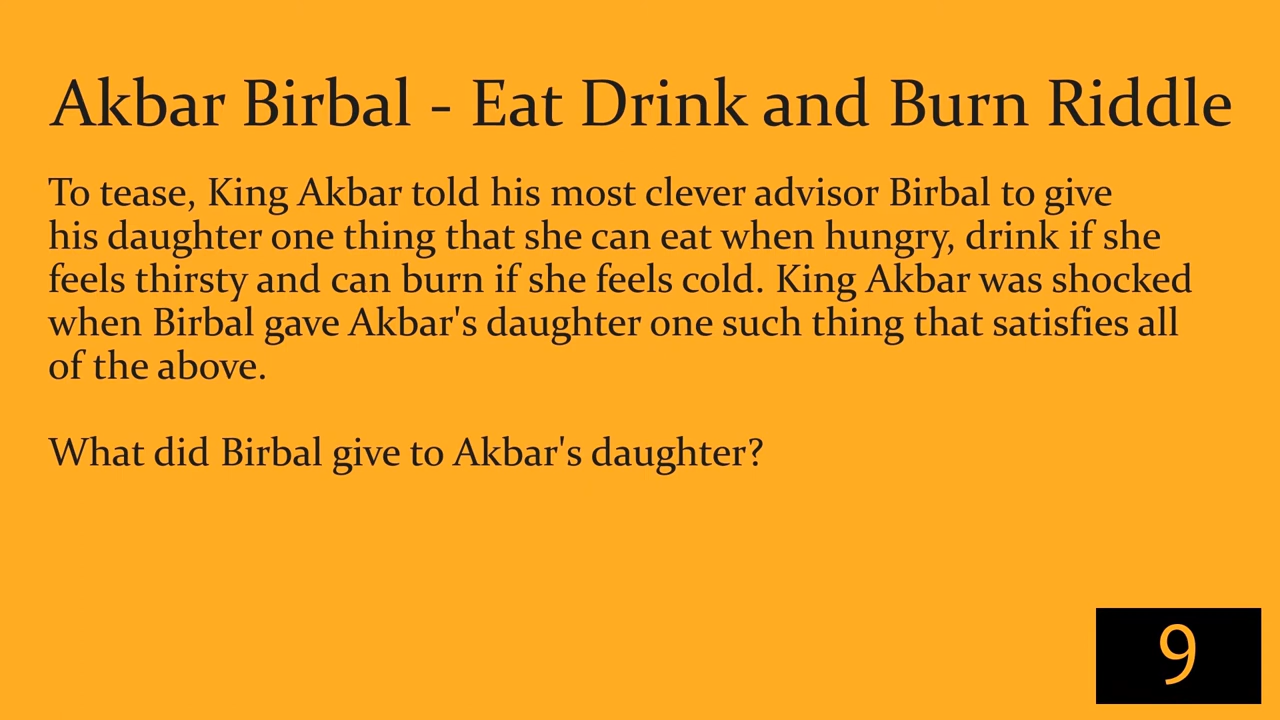 Akbar Birbal - Eat Drink and Burn Riddle
To tease, King Akbar told his most clever advisor Birbal to give
his daughter one thing that she can eat when hungry, drink if she
feels thirsty and can burn if she feels cold. King Akbar was shocked
when Birbal gave Akbar's daughter one such thing that satisfies all
of the above.
What did Birbal give to Akbar's daughter?
9